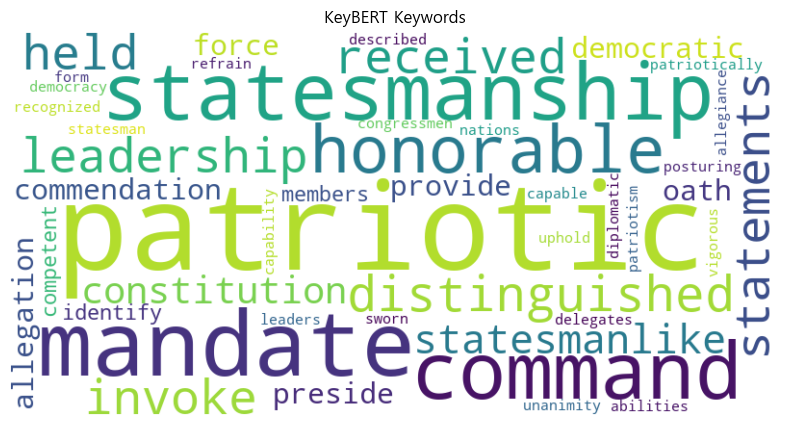 KeyBERT Keywords
held
force
described
received
democratic
refrain
patriotically
form
democracy
statesmanship
recognized
statesman
congressmen
nations
allegiance
statements
leadership
honorable
posturing
commendation
members
provide
capable
oath
patriotic
capability
uphold
diplomatic
patriotism
vigorous
competent
allegation
constitution
distinguished
identify
leaders
sworn
delegates
mandate
statesmanlike
command
invoke
preside
unanimity
abilities